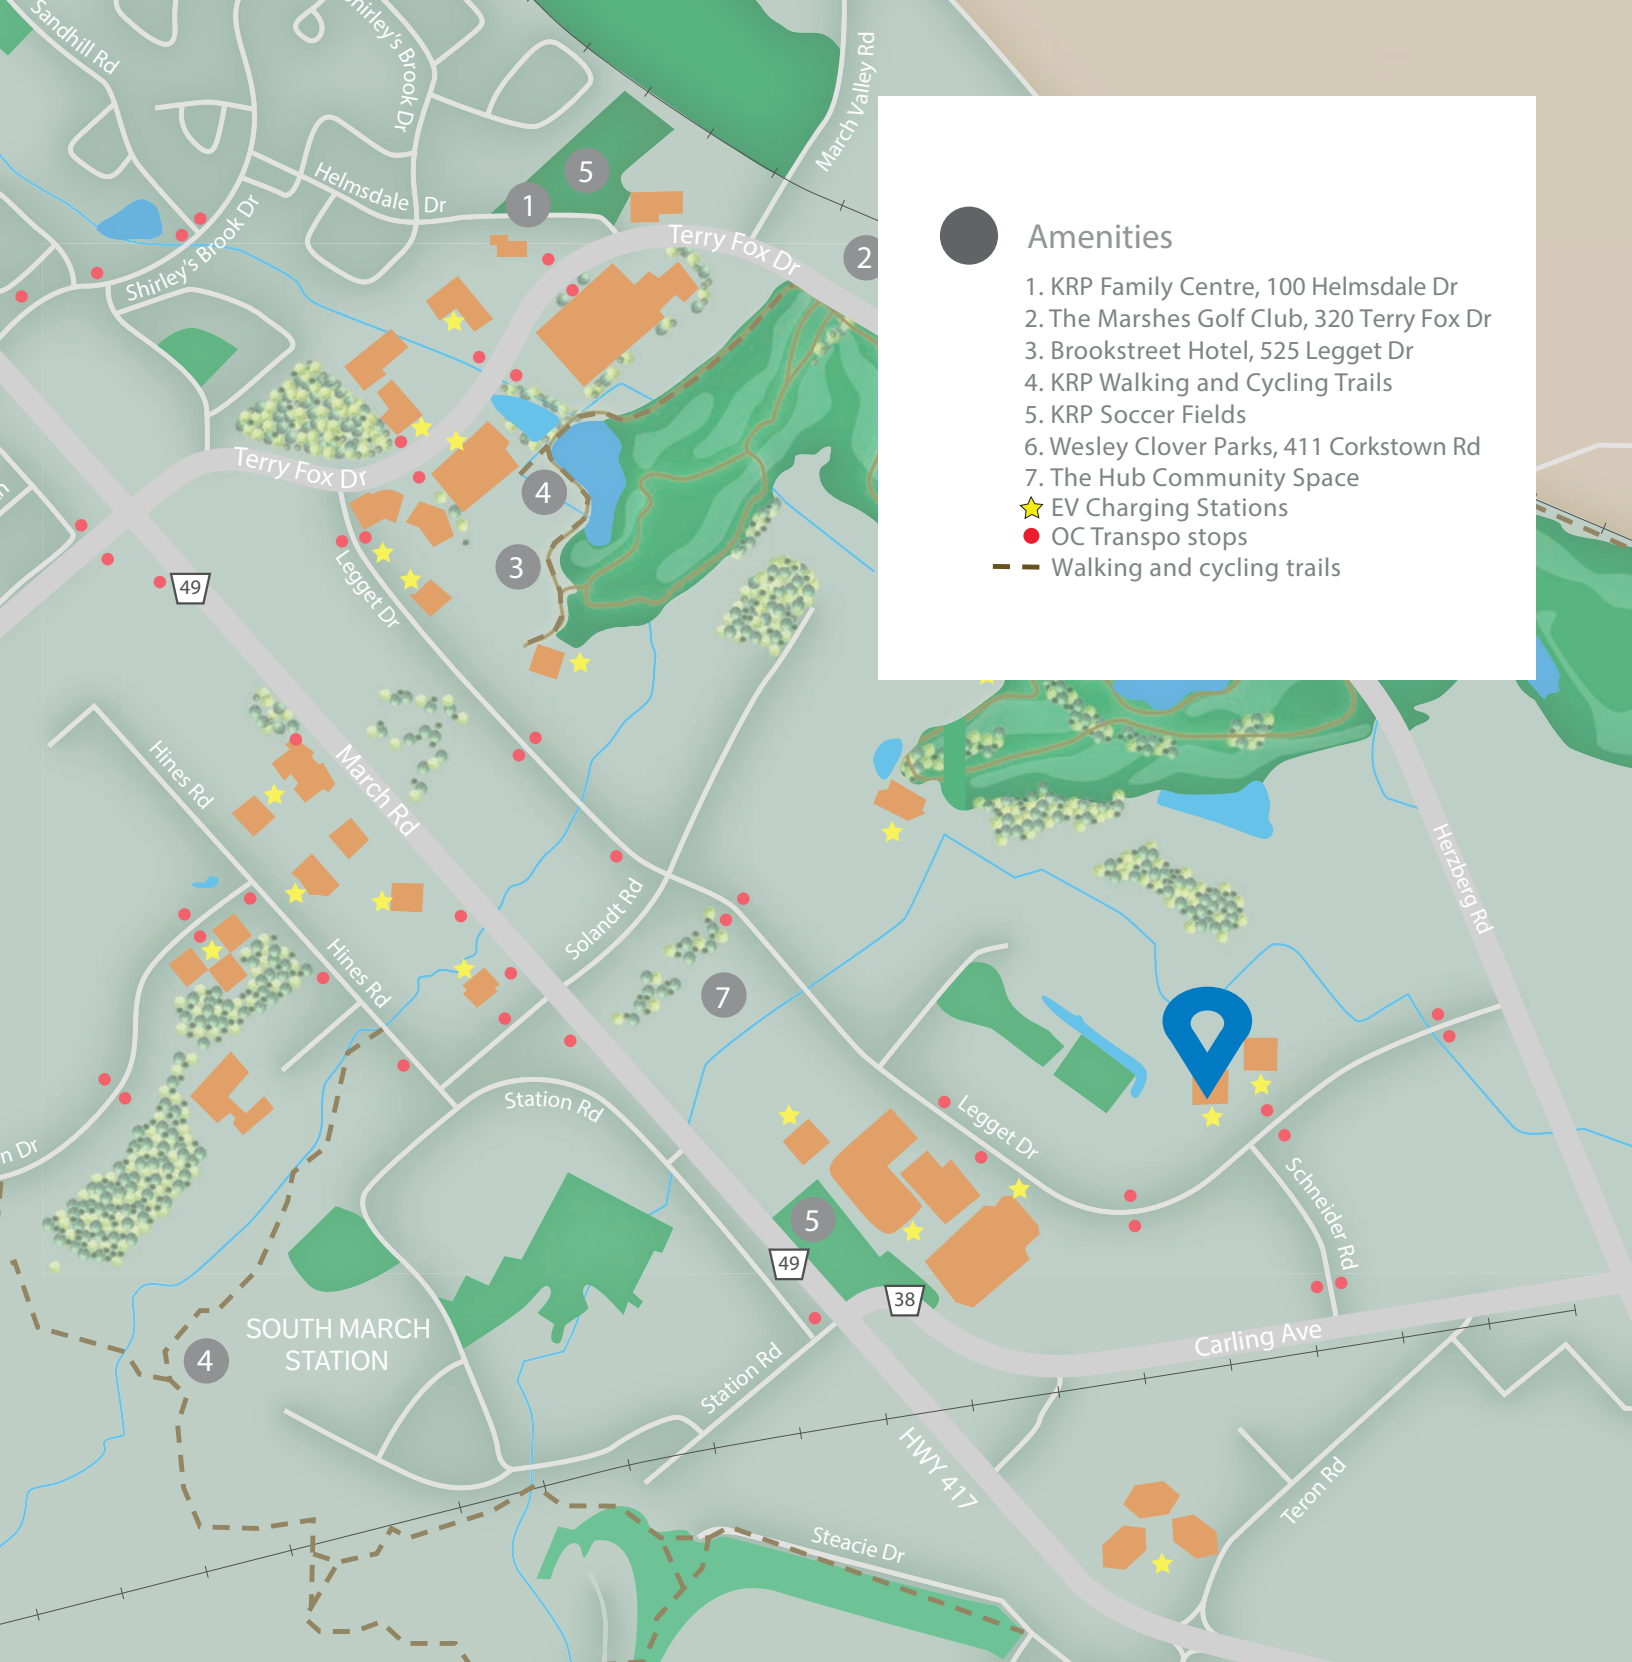 Sandhill Rd
Shirley's Brook Dr
March Valley Rd
Helmsdale Dr
5
1
Shirley's Brook Dr
Terry Fox Dr
2
Amenities
1. KRP Family Centre, 100 Helmsdale Dr
2. The Marshes Golf Club, 320 Terry Fox Dr
3. Brookstreet Hotel, 525 Legget Dr
4. KRP Walking and Cycling Trails
5. KRP Soccer Fields
6. Wesley Clover Parks, 411 Corkstown Rd
7. The Hub Community Space
EV Charging Stations
OC Transpo stops
Walking and cycling trails
Terry Fox Dr
4
3
49
Legget Dr
Hines Rd
March Rd
Herzberg Rd
Solandt Rd
Hines Rd
7
Station Rd
Legget Dr
n Dr
Schneider Rd
5
49
38
SOUTH MARCH
STATION
4
Carling Ave
Station Rd
HWY 417
Teron Rd
Steacie Dr